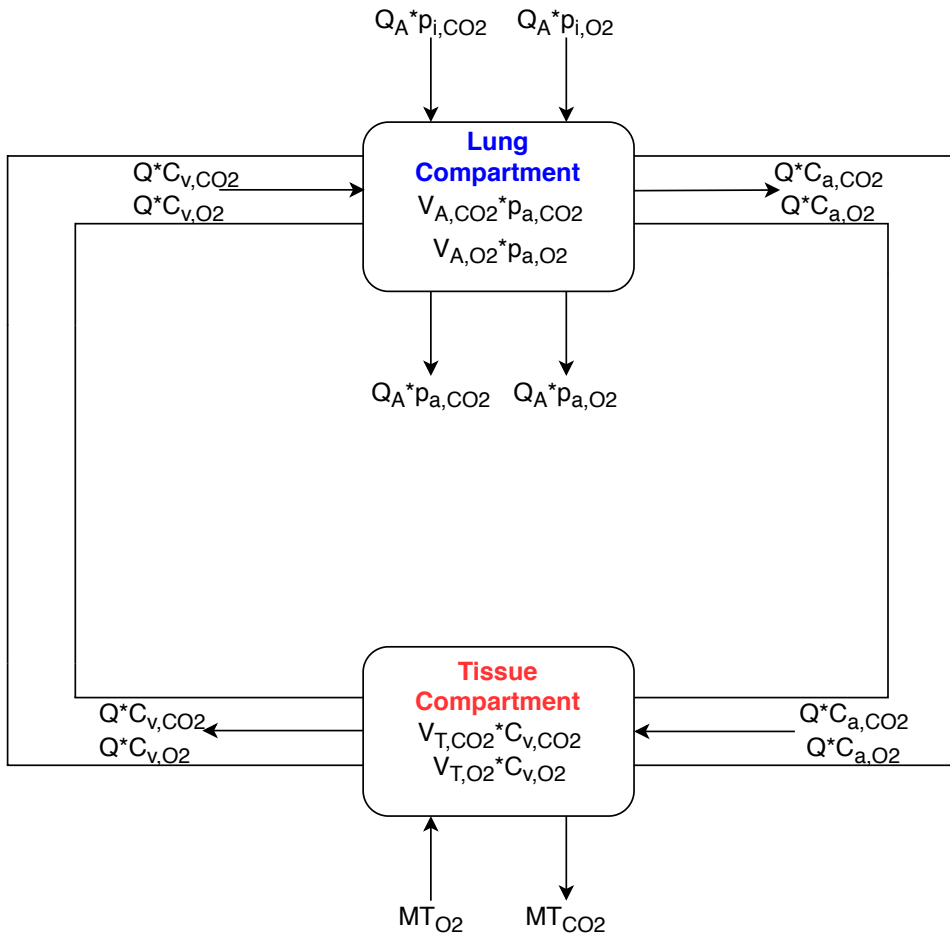 Q_A*p_i,CO2 Q_A*p_i,O2
Lung
Compartment
V_A,CO2*p_a,CO2
V_A,O2*p_a,O2
Q*C_v,CO2
Q*C_v,O2
Q*C_a,CO2
Q*C_a,O2
Q_A*p_a,CO2 Q_A*p_a,O2
Tissue
Compartment
V_T,CO2*C_v,CO2
V_T,O2*C_v,O2
Q*C_v,CO2
Q*C_v,O2
Q*C_a,CO2
Q*C_a,O2
MT_O2 MT_CO2